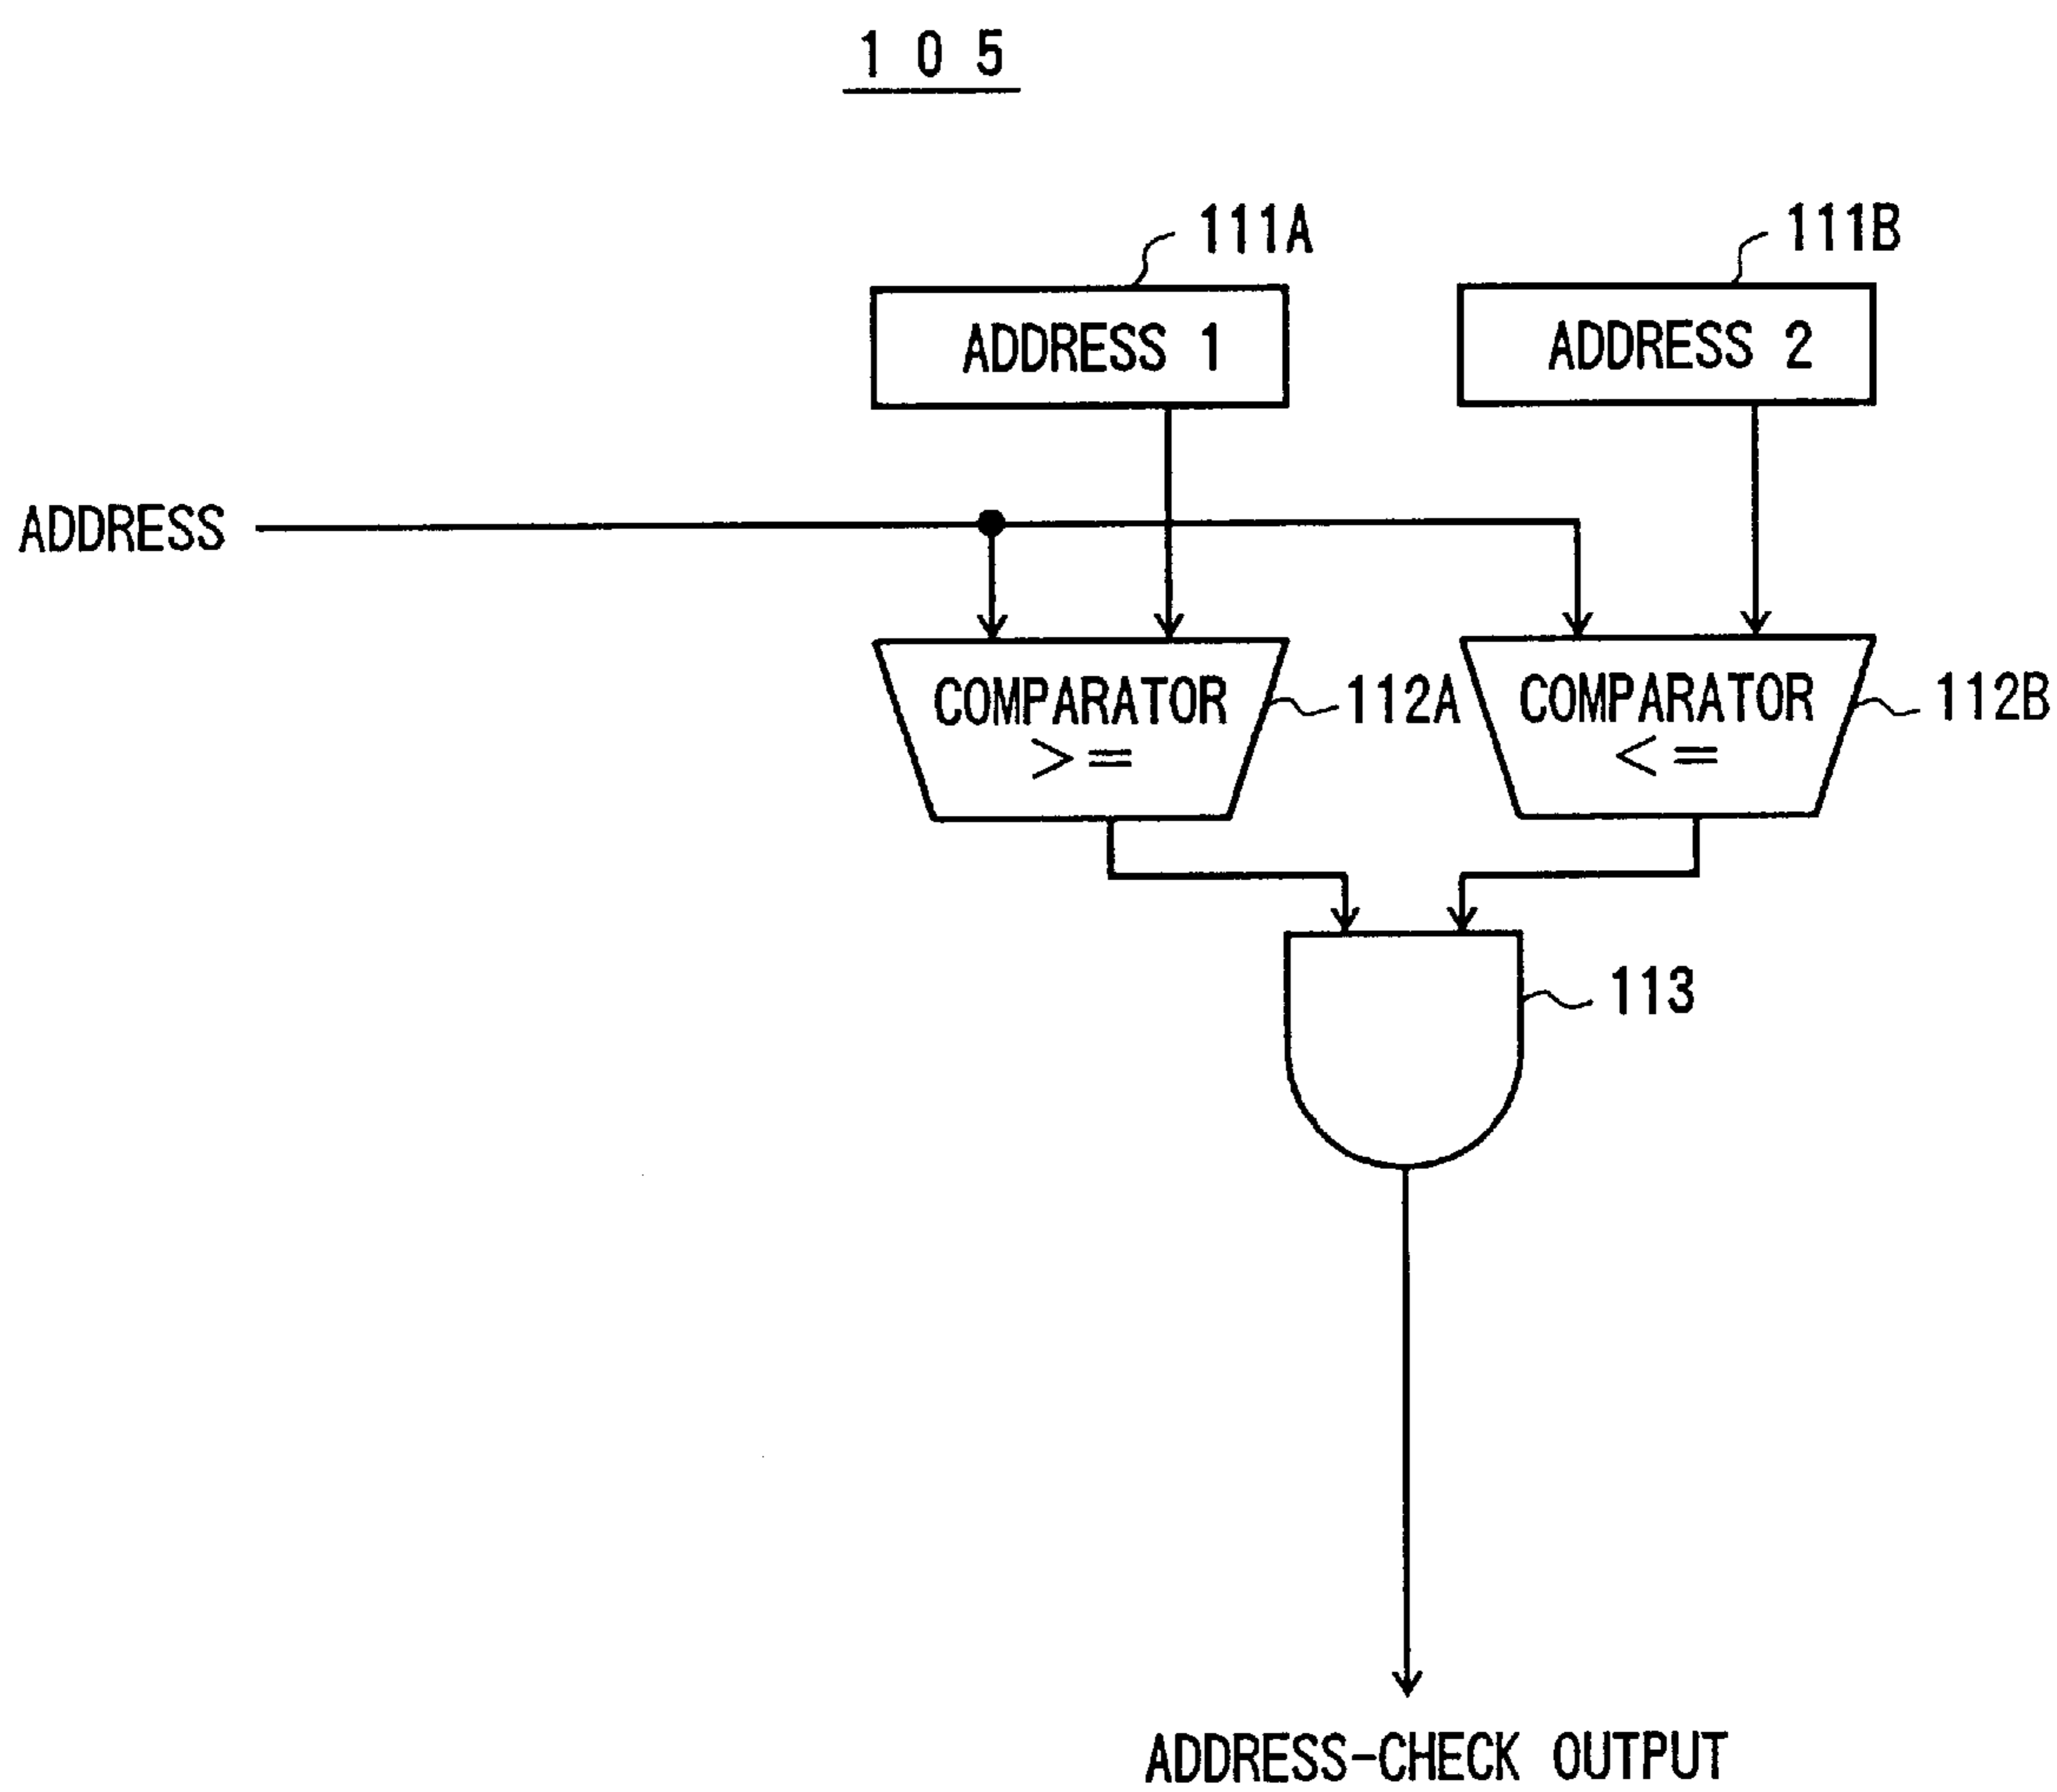 105
111A
111B
ADDRESS 1
ADDRESS 2
ADDRESS
COMPARATOR
>=
112A
COMPARATOR
<=
112B
113
ADDRESS-CHECK OUTPUT